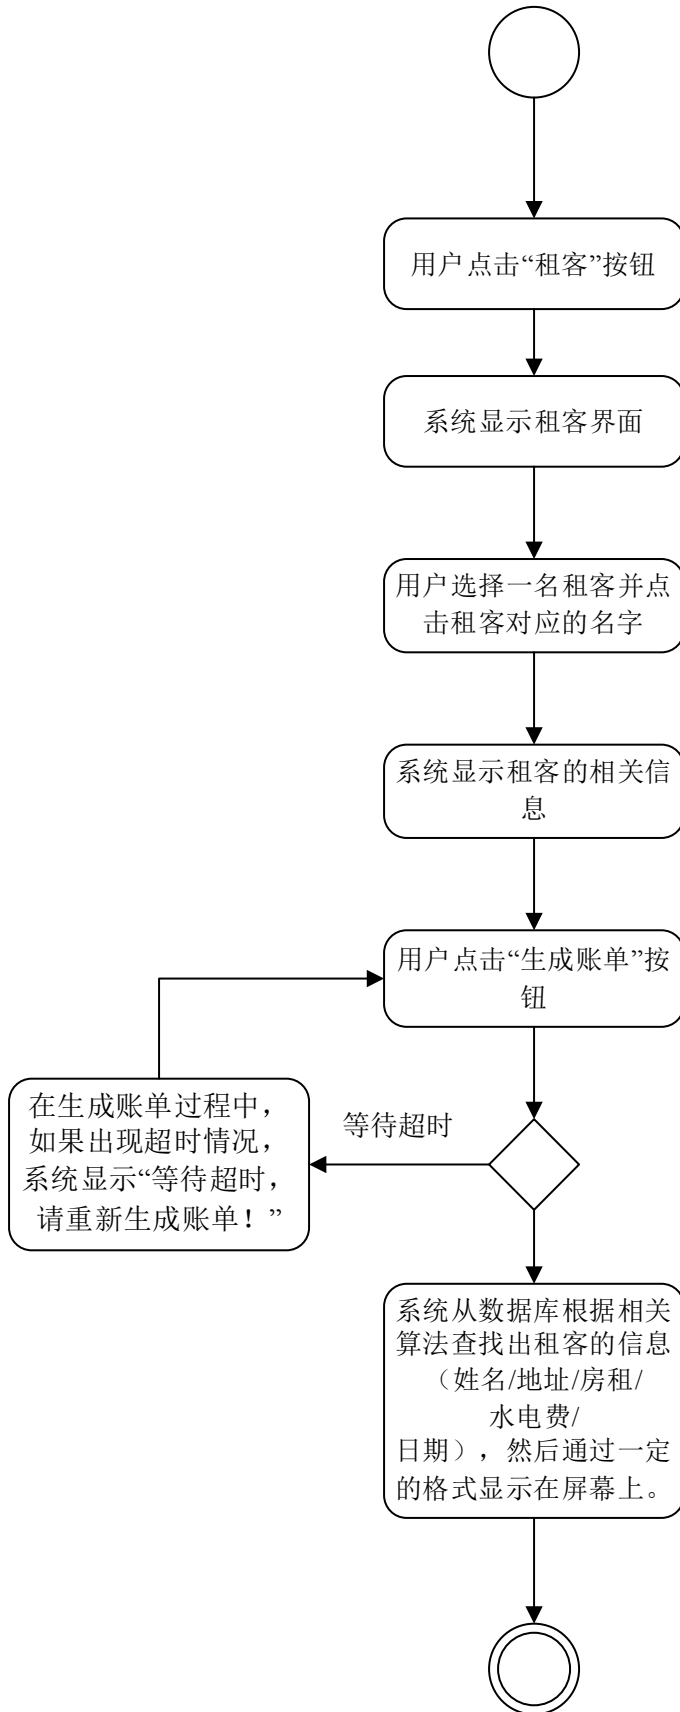 用户点击“租客”按钮
系统显示租客界面
用户选择一名租客并点
击租客对应的名字
系统显示租客的相关信
息
用户点击“生成账单”按
钮
等待超时
在生成账单过程中，
如果出现超时情况，
系统显示“等待超时，
请重新生成账单！”
系统从数据库根据相关
算法查找出租客的信息
（姓名/地址/房租/
水电费/
日期），然后通过一定
的格式显示在屏幕上。